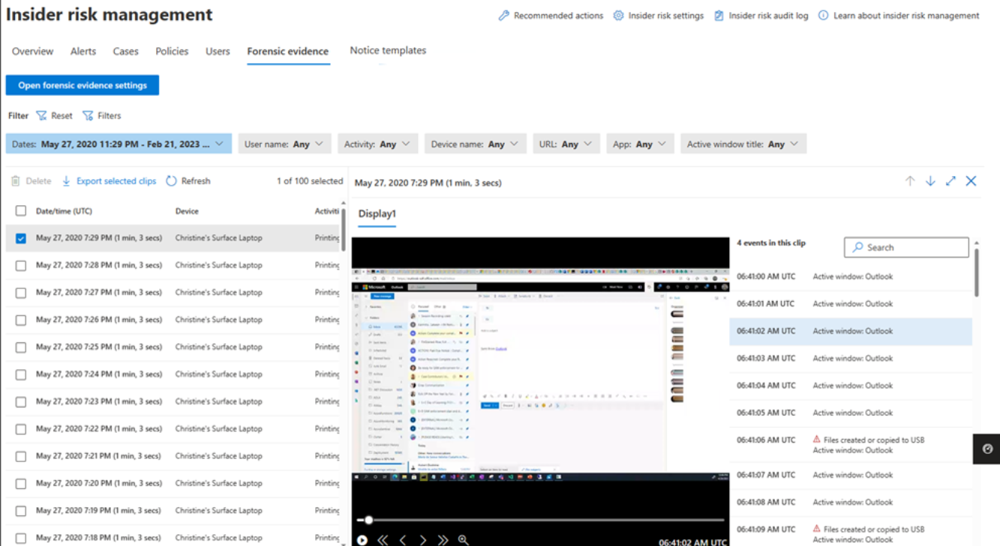 Insider risk management
Recommended actions Insider risk settings Insider risk audit log Learn about insider risk management
Overview Alerts Cases Policies Users Forensic evidence Notice templates
Open forensic evidence settings
Filter Reset Filters
Dates: May 27, 2020 11:29 PM - Feb 21, 2023 ... User name: Any Activity: Any Device name: Any URL: Any App: Any Active window title: Any
Delete Export selected clips Refresh 1 of 100 selected
Date/time (UTC) Device Activiti
May 27, 2020 7:29 PM (1 min, 3 secs) Christine's Surface Laptop Printing
May 27, 2020 7:28 PM (1 min, 3 secs) Christine's Surface Laptop Printing
May 27, 2020 7:27 PM (1 min, 3 secs) Christine's Surface Laptop Printing
May 27, 2020 7:26 PM (1 min, 3 secs) Christine's Surface Laptop Printing
May 27, 2020 7:25 PM (1 min, 3 secs) Christine's Surface Laptop Printing
May 27, 2020 7:24 PM (1 min, 3 secs) Christine's Surface Laptop Printing
May 27, 2020 7:23 PM (1 min, 3 secs) Christine's Surface Laptop Printing
May 27, 2020 7:22 PM (1 min, 3 secs) Christine's Surface Laptop Printing
May 27, 2020 7:21 PM (1 min, 3 secs) Christine's Surface Laptop Printing
May 27, 2020 7:20 PM (1 min, 3 secs) Christine's Surface Laptop Printing
May 27, 2020 7:19 PM (1 min, 3 secs) Christine's Surface Laptop Printing
May 27, 2020 7:18 PM (1 min, 3 secs) Christine's Surface Laptop Printing
May 27, 2020 7:29 PM (1 min, 3 secs)
Display1
Microsoft Outlook
New message
06:41:02 AM UTC
4 events in this clip Search
06:41:00 AM UTC Active window: Outlook
06:41:01 AM UTC Active window: Outlook
06:41:02 AM UTC Active window: Outlook
06:41:03 AM UTC Active window: Outlook
06:41:04 AM UTC Active window: Outlook
06:41:05 AM UTC Active window: Outlook
06:41:06 AM UTC Files created or copied to USB
Active window: Outlook
06:41:07 AM UTC Active window: Outlook
06:41:08 AM UTC Active window: Outlook
06:41:09 AM UTC Files created or copied to USB
Active window: Outlook